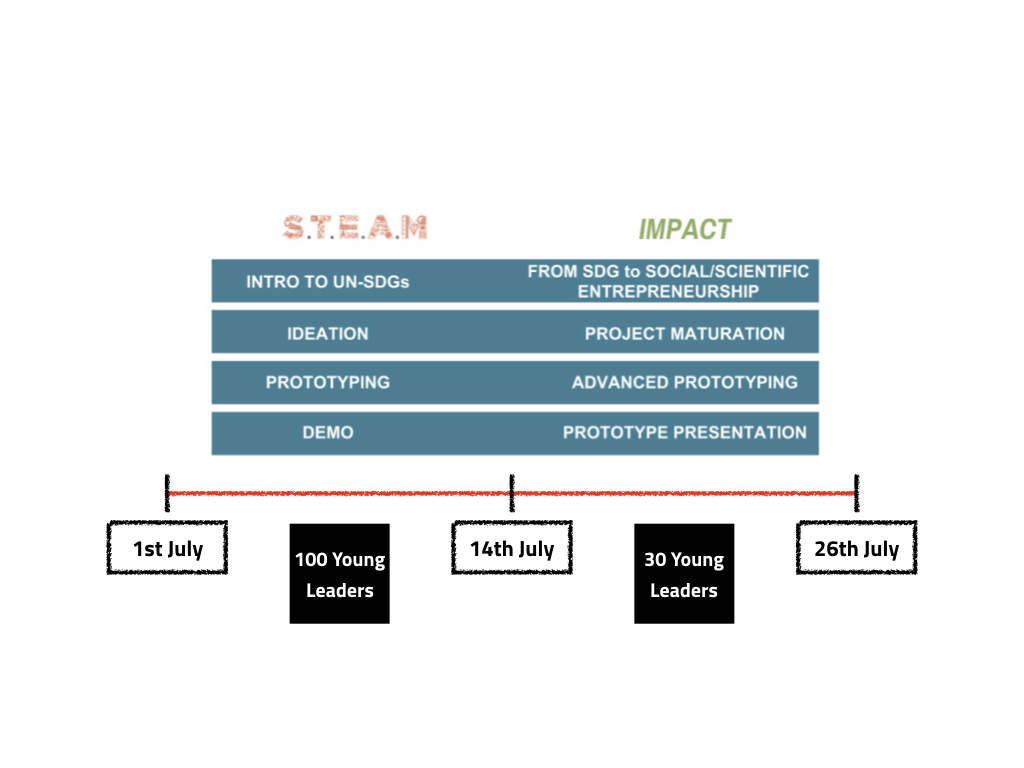 S.T.E.A.M
IMPACT
INTRO TO UN-SDGs
FROM SDG to SOCIAL/SCIENTIFIC
ENTREPRENEURSHIP
IDEATION
PROJECT MATURATION
PROTOTYPING
ADVANCED PROTOTYPING
DEMO
PROTOTYPE PRESENTATION
1st July
100 Young
Leaders
14th July
30 Young
Leaders
26th July